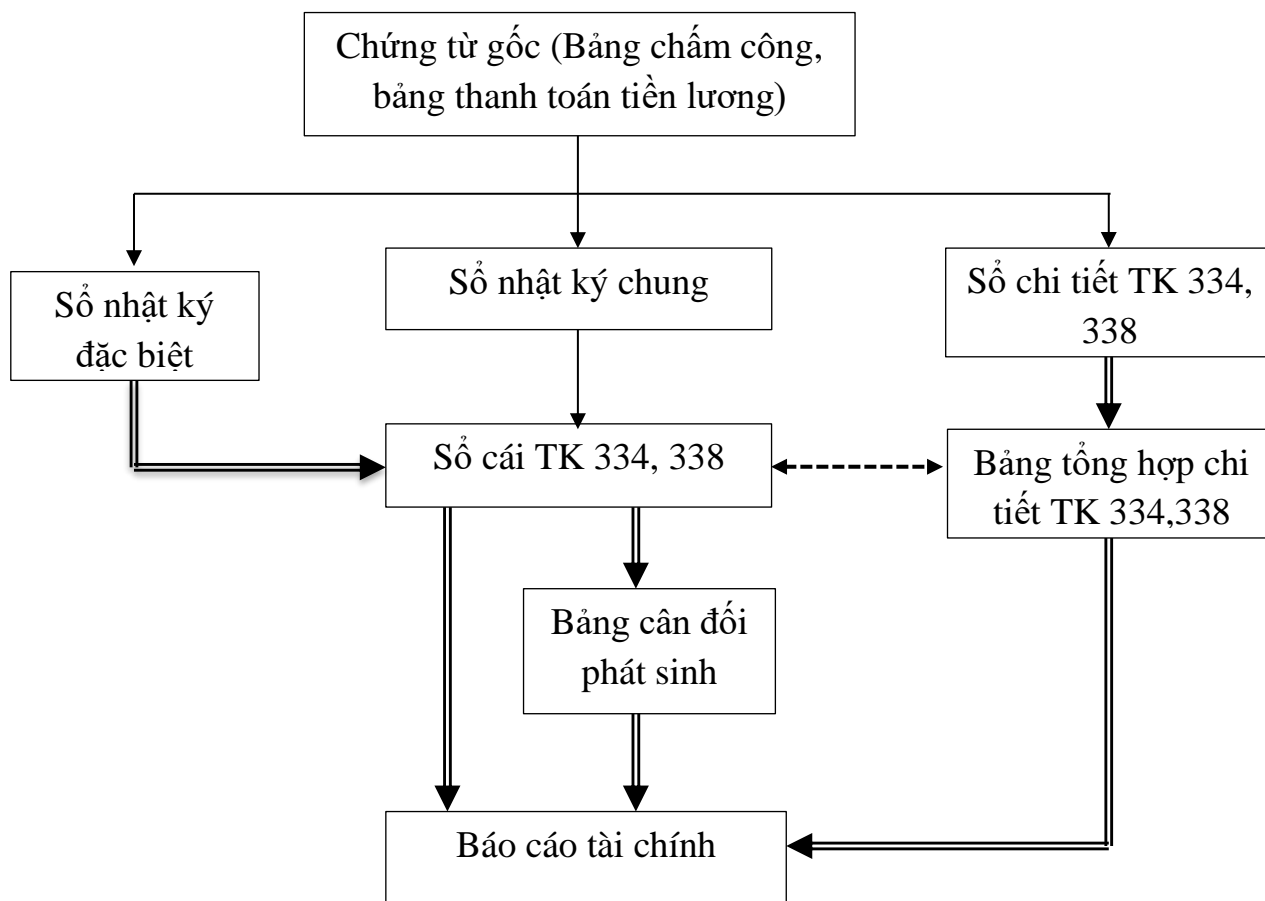 Chứng từ gốc (Bảng chấm công,
bảng thanh toán tiền lương)
Sổ nhật ký
đặc biệt
Sổ nhật ký chung
Sổ chi tiết TK 334,
338
Sổ cái TK 334, 338
Bảng tổng hợp chi
tiết TK 334,338
Bảng cân đối
phát sinh
Báo cáo tài chính